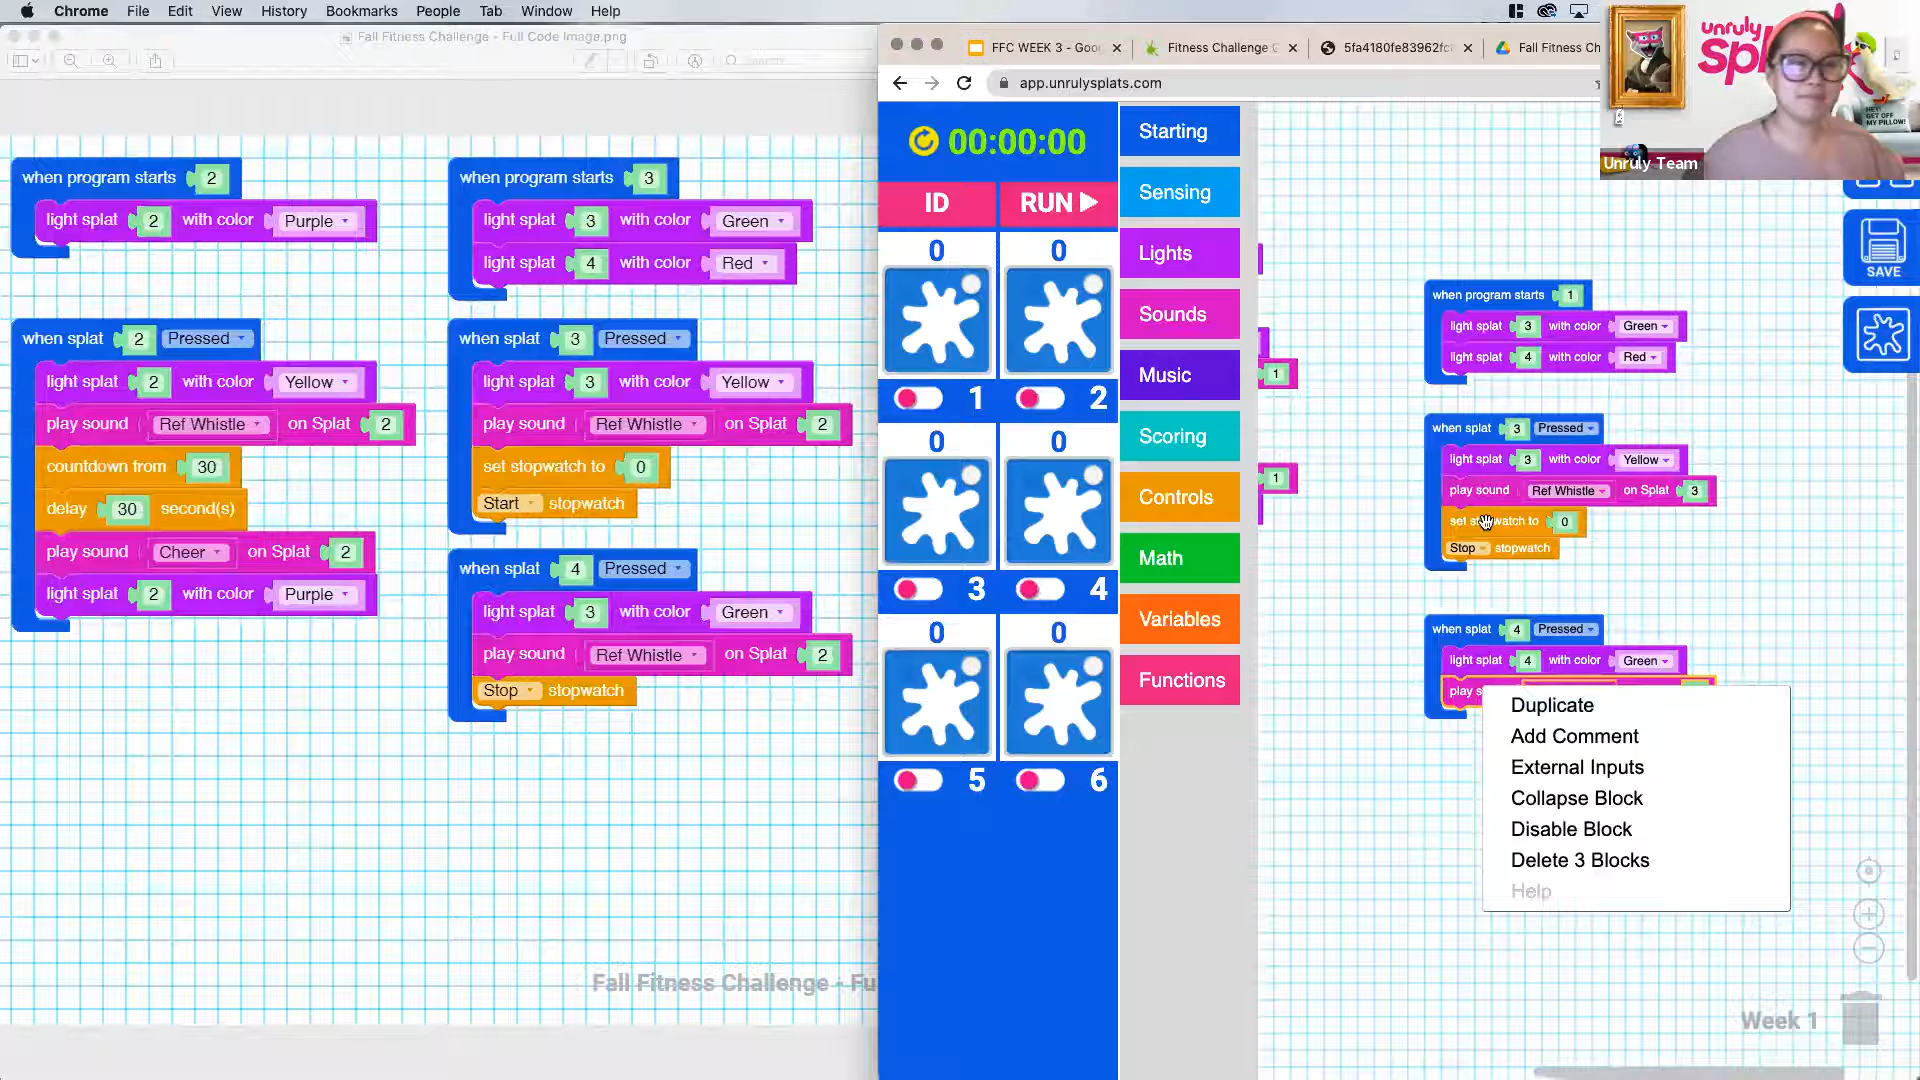 Chrome File Edit View History Bookmarks People Tab Window Help
Fall Fitness Challenge - Full Code Image.png
when program starts 2
light splat 2 with color Purple
when splat 2 Pressed
light splat 2 with color Yellow
play sound Ref Whistle on Splat 2
countdown from 30
delay 30 second(s)
play sound Cheer on Splat 2
light splat 2 with color Purple
when program starts 3
light splat 3 with color Green
light splat 4 with color Red
when splat 3 Pressed
light splat 3 with color Yellow
play sound Ref Whistle on Splat 2
set stopwatch to 0
Start stopwatch
when splat 4 Pressed
light splat 3 with color Green
play sound Ref Whistle on Splat 2
Stop stopwatch
Fall Fitness Challenge - Fu
FFC WEEK 3 - Goo
Fitness Challenge
5fa4180fe83962fc
Fall Fitness Ch
app.unrulysplats.com
00:00:00
ID RUN
0 0
1 2
0 0
3 4
0 0
5 6
Starting
Sensing
Lights
Sounds
Music
Scoring
Controls
Math
Variables
Functions
1
1
when program starts 1
light splat 3 with color Green
light splat 4 with color Red
when splat 3 Pressed
light splat 3 with color Yellow
play sound Ref Whistle on Splat 3
set stopwatch to 0
Stop stopwatch
when splat 4 Pressed
light splat 4 with color Green
play s
Duplicate
Add Comment
External Inputs
Collapse Block
Disable Block
Delete 3 Blocks
Help
SAVE
Week 1
unruly
HEY!
GET OFF
MY PILLOW!
Unruly Team